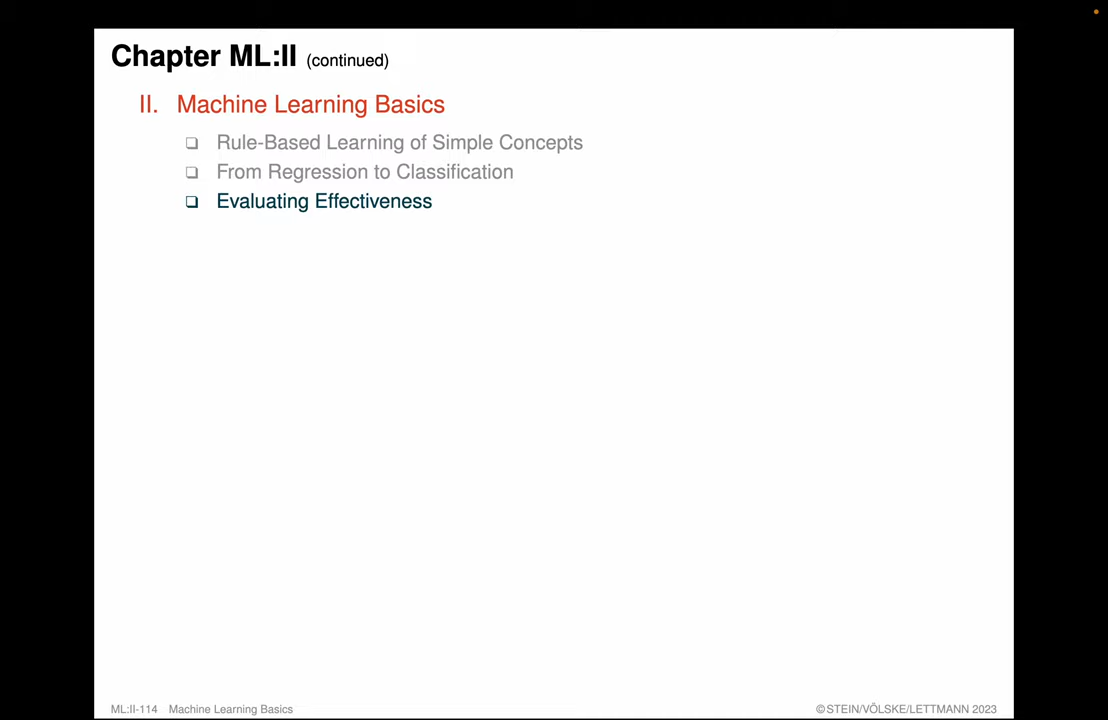 Chapter ML:II (continued)
II. Machine Learning Basics
❑ Rule-Based Learning of Simple Concepts
❑ From Regression to Classification
❑ Evaluating Effectiveness
ML:II-114 Machine Learning Basics ©STEIN/VÖLSKE/LETTMANN 2023